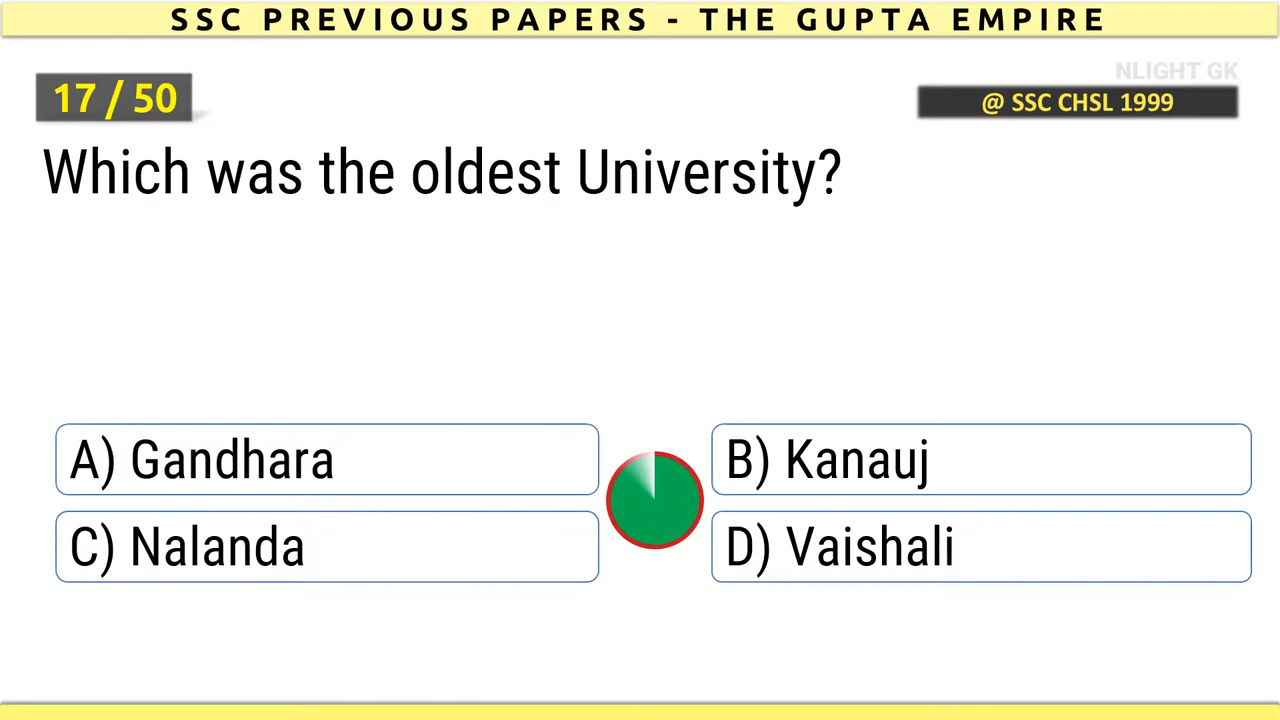 SSC PREVIOUS PAPERS - THE GUPTA EMPIRE
NLIGHT GK
17 / 50
@ SSC CHSL 1999
Which was the oldest University?
A) Gandhara
B) Kanauj
C) Nalanda
D) Vaishali